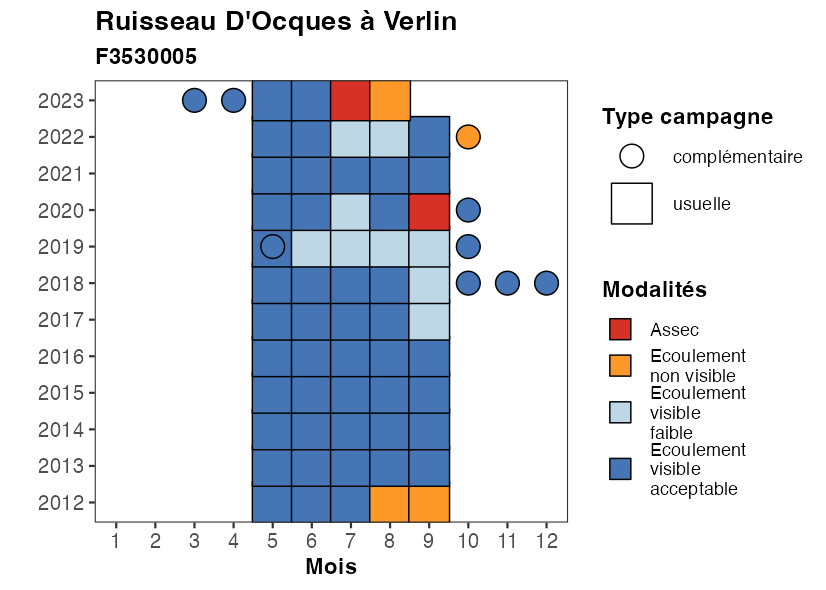 Ruisseau D'Ocques à Verlin
F3530005
2023
2022
2021
2020
2019
2018
2017
2016
2015
2014
2013
2012
1 2 3 4 5 6 7 8 9 10 11 12
Mois
Type campagne
complémentaire
usuelle
Modalités
Assec
Ecoulement
non visible
Ecoulement
visible
faible
Ecoulement
visible
acceptable